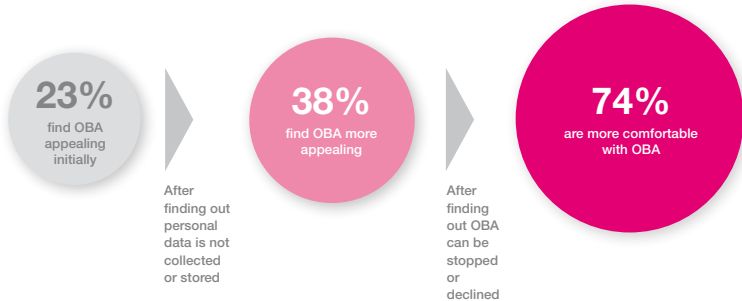 23%
find OBA
appealing
initially
After
finding out
personal
data is not
collected
or stored
38%
find OBA more
appealing
After
finding
out OBA
can be
stopped
or
declined
74%
are more comfortable
with OBA